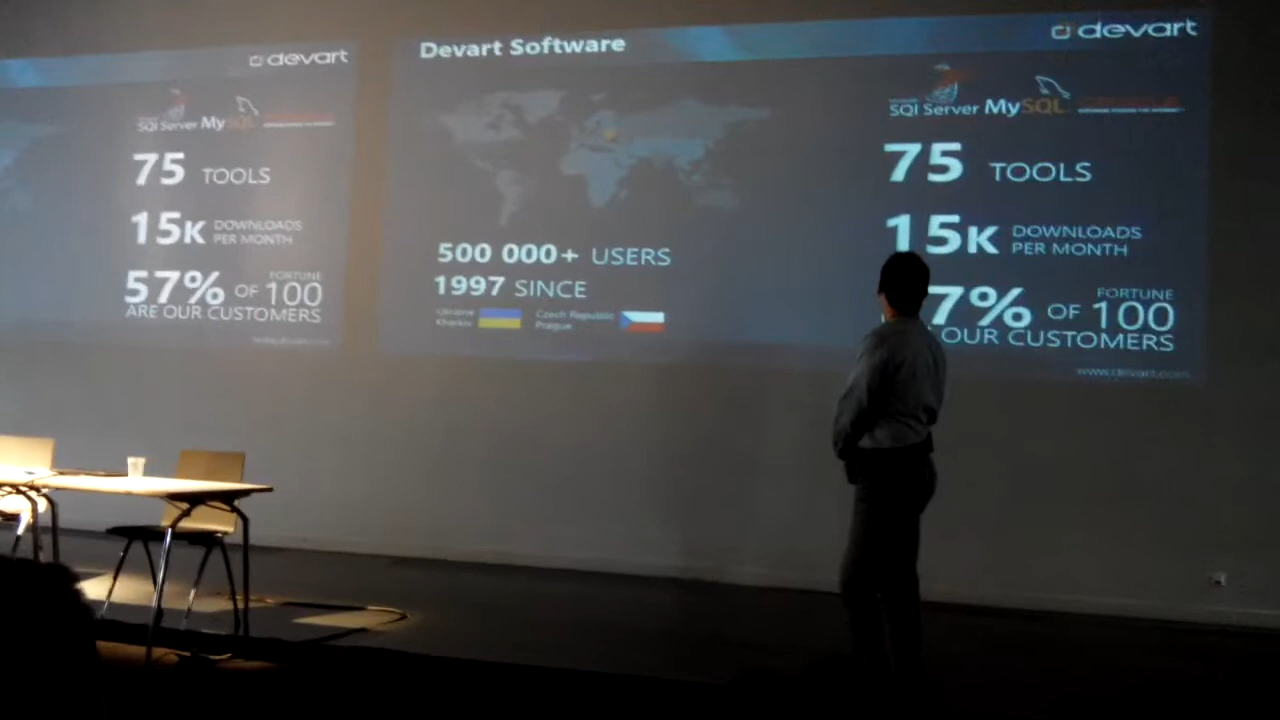 devart
SQL Server MySQL
75 TOOLS
15K DOWNLOADS
PER MONTH
57% OF FORTUNE 100
ARE OUR CUSTOMERS
Devart Software
devart
SQL Server MySQL
500 000+ USERS
1997 SINCE
Ukraine
Kharkiv
Czech Republic
Prague
75 TOOLS
15K DOWNLOADS
PER MONTH
7% OF FORTUNE 100
OUR CUSTOMERS
www.devart.com